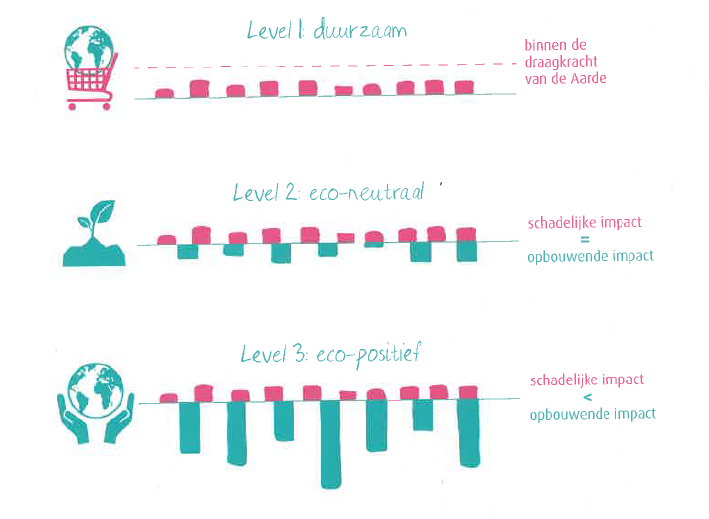 Level 1: duurzaam
binnen de
draagkracht
van de Aarde
Level 2: eco-neutraal
schadelijke impact
=
opbouwende impact
Level 3: eco-positief
schadelijke impact
<
opbouwende impact